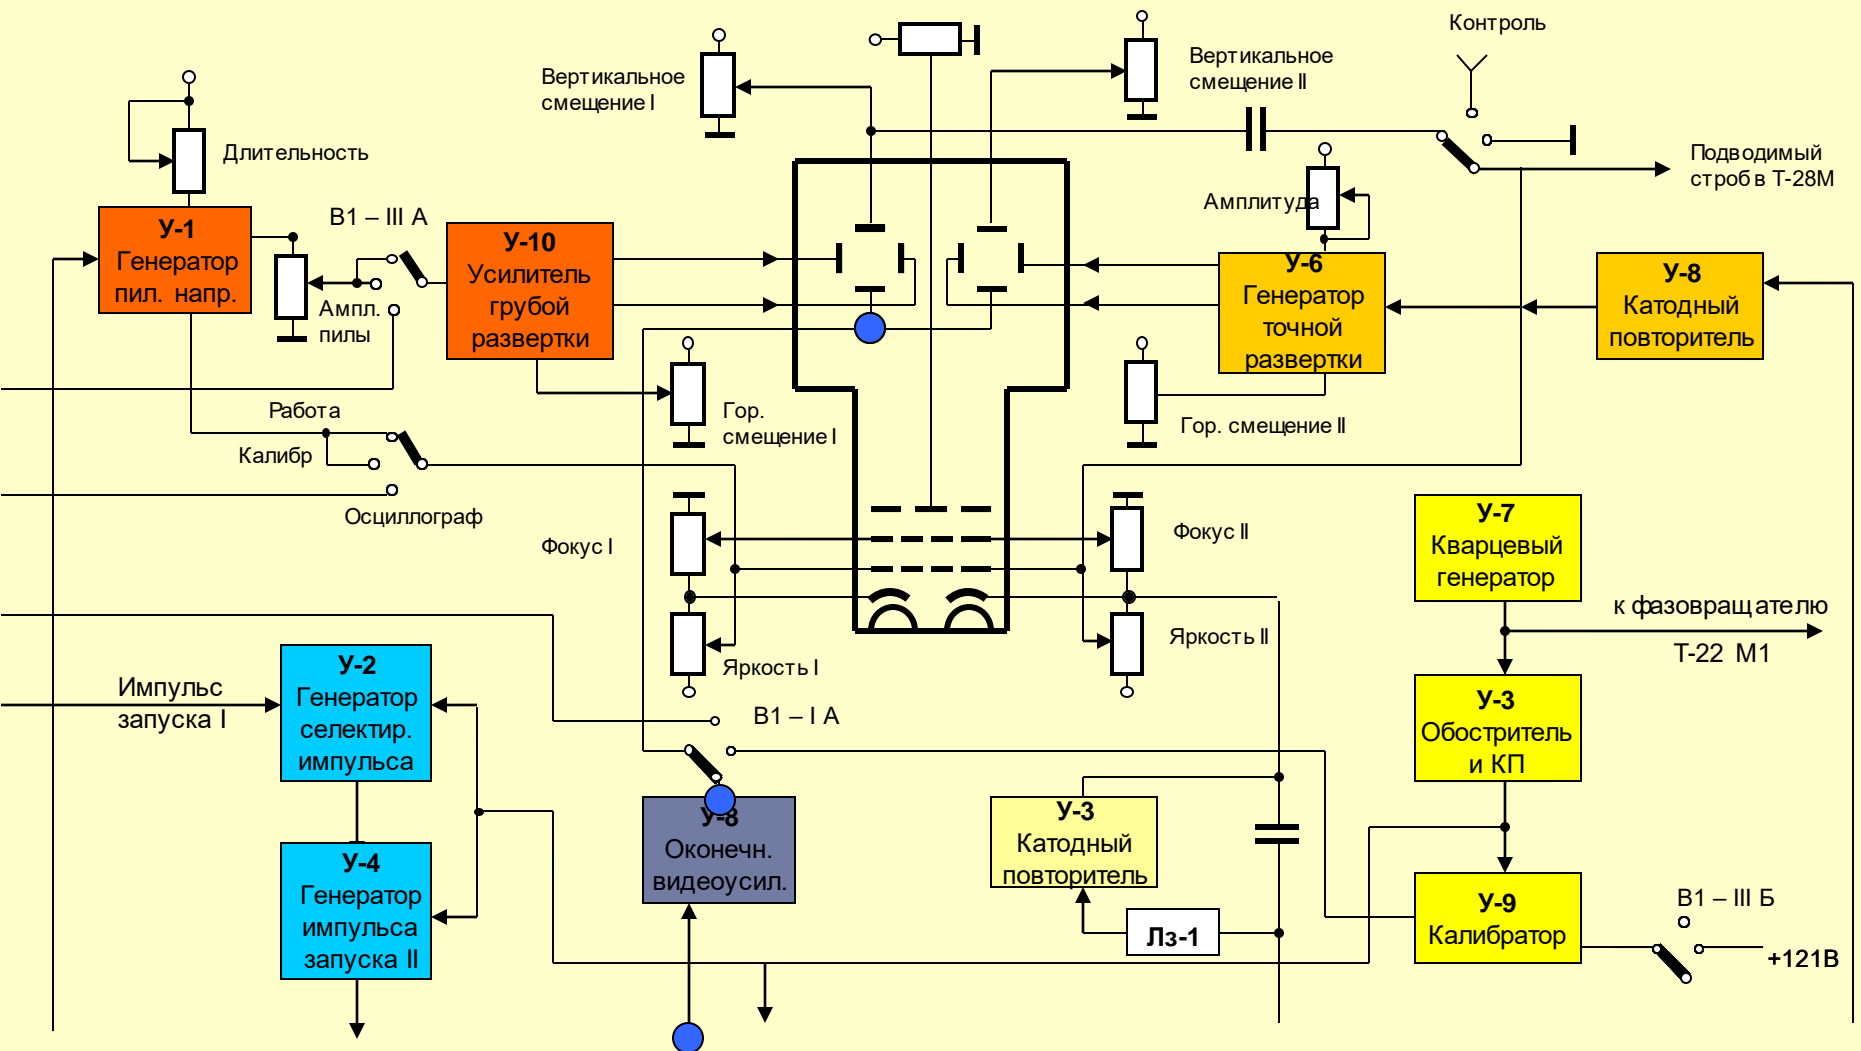 Контроль
Вертикальное
смещение I
Вертикальное
смещение II
Длительность
Подводимый
строб в Т-28М
Амплитуда
В1 – III А
У-1
Генератор
пил. напр.
У-10
Усилитель
грубой
развертки
Ампл.
пилы
У-6
Генератор
точной
развертки
У-8
Катодный
повторитель
Работа
Калибр
Осциллограф
Гор.
смещение I
Гор. смещение II
Фокус I
Фокус II
У-7
Кварцевый
генератор
к фазовращателю
Т-22 М1
Яркость I
Яркость II
Импульс
запуска I
У-2
Генератор
селектир.
импульса
В1 – I А
У-3
Обостритель
и КП
У-4
Генератор
импульса
запуска II
У-8
Оконечн.
видеоусил.
У-3
Катодный
повторитель
Лз-1
У-9
Калибратор
В1 – III Б
+121В